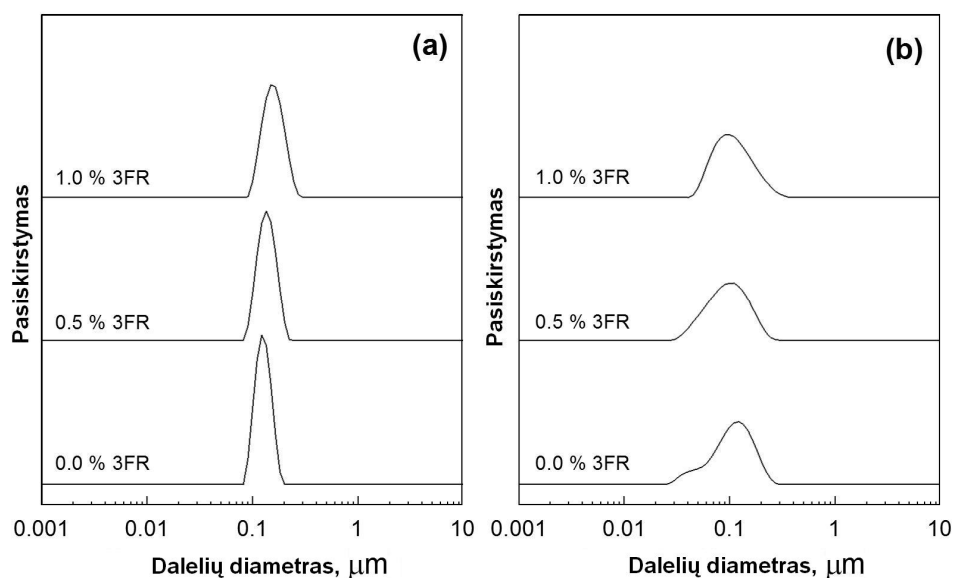 (a)
Pasiskirstymas
1.0 % 3FR
0.5 % 3FR
0.0 % 3FR
0.001 0.01 0.1 1 10
Dalelių diametras, μm
(b)
Pasiskirstymas
1.0 % 3FR
0.5 % 3FR
0.0 % 3FR
0.001 0.01 0.1 1 10
Dalelių diametras, μm